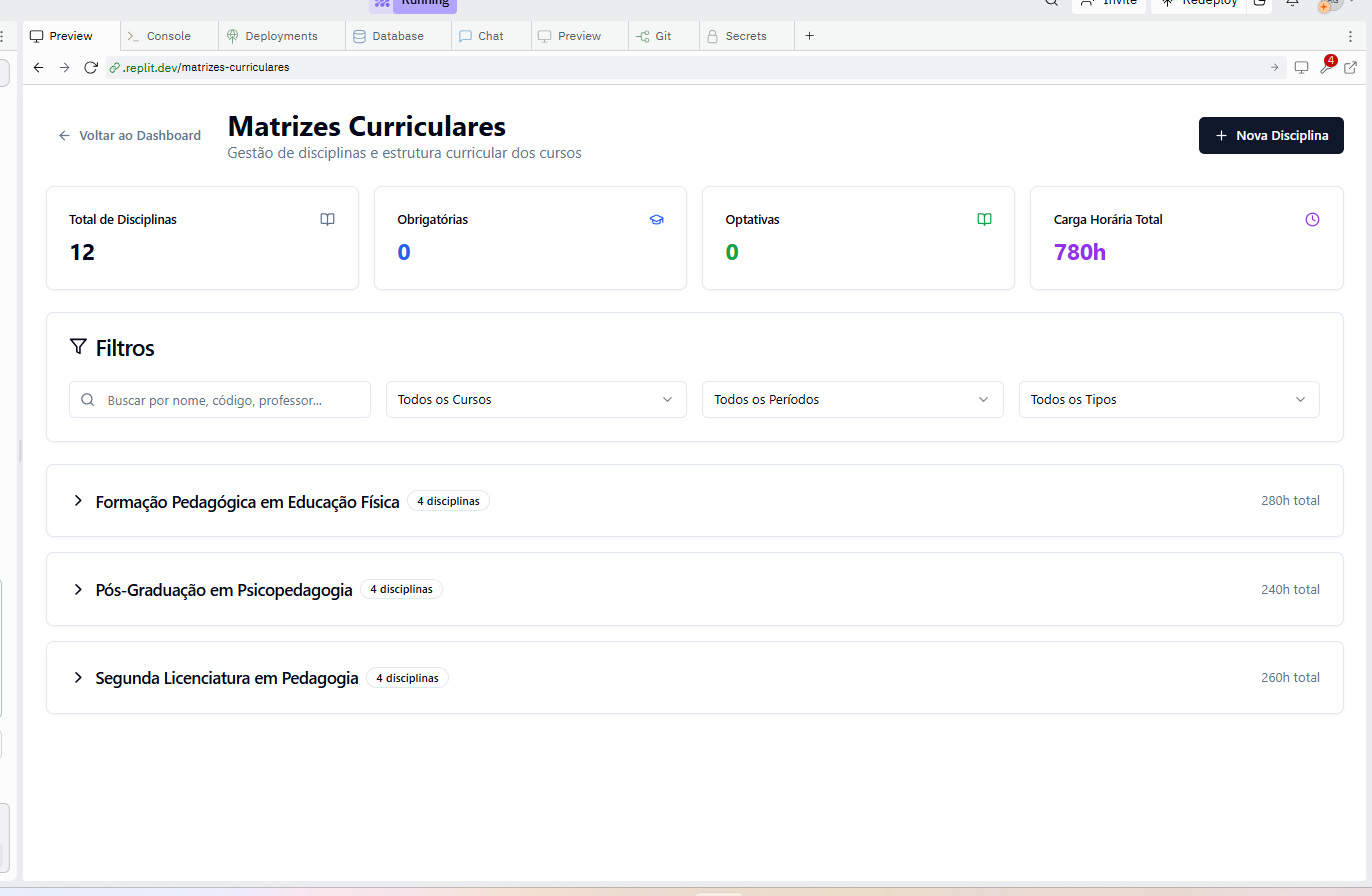 Running
Invite
Redeploy
Preview
Console
Deployments
Database
Chat
Preview
Git
Secrets
.replit.dev/matrizes-curriculares
4
Voltar ao Dashboard
Matrizes Curriculares
Gestão de disciplinas e estrutura curricular dos cursos
Nova Disciplina
Total de Disciplinas
12
Obrigatórias
0
Optativas
0
Carga Horária Total
780h
Filtros
Buscar por nome, código, professor...
Todos os Cursos
Todos os Períodos
Todos os Tipos
Formação Pedagógica em Educação Física 4 disciplinas 280h total
Pós-Graduação em Psicopedagogia 4 disciplinas 240h total
Segunda Licenciatura em Pedagogia 4 disciplinas 260h total